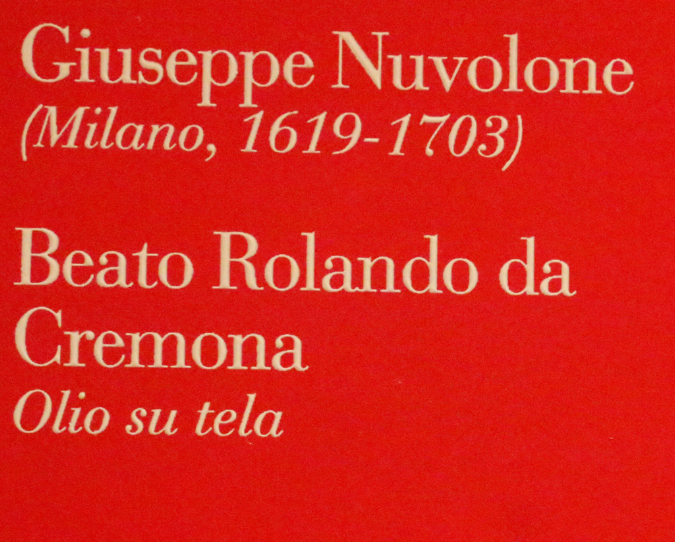 Giuseppe Nuvolone
(Milano, 1619-1703)
Beato Rolando da
Cremona
Olio su tela